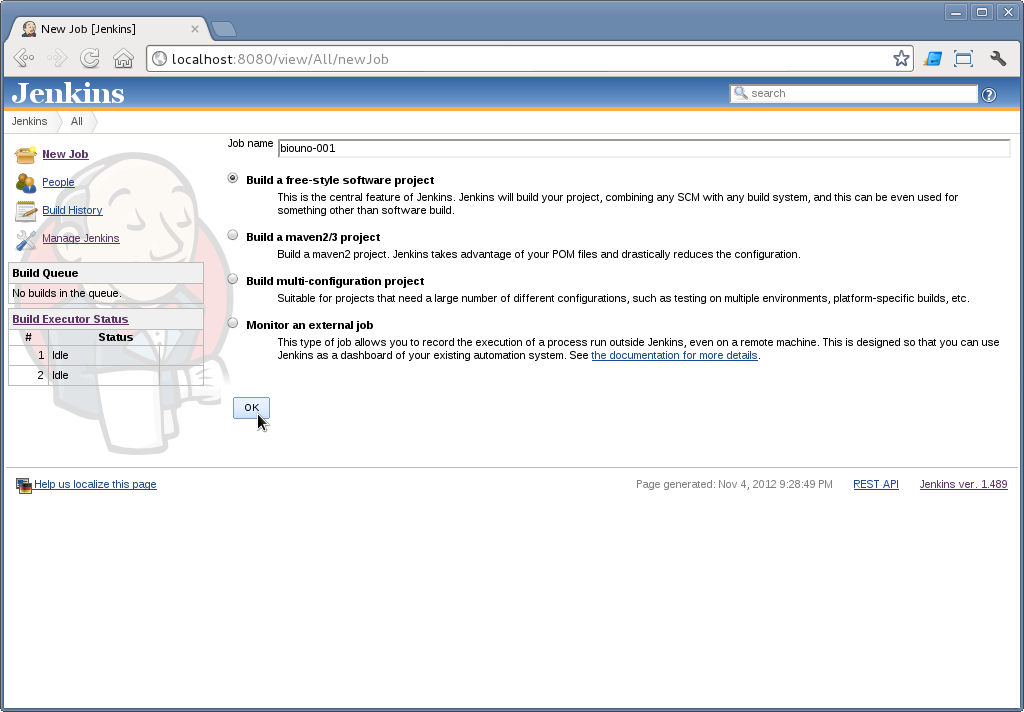 New Job [Jenkins]
localhost:8080/view/All/newJob
Jenkins
search
Jenkins All
Job name biouno-001
New Job
People
Build History
Manage Jenkins
Build Queue
No builds in the queue.
Build Executor Status
# Status
1 Idle
2 Idle
Build a free-style software project
This is the central feature of Jenkins. Jenkins will build your project, combining any SCM with any build system, and this can be even used for
something other than software build.
Build a maven2/3 project
Build a maven2 project. Jenkins takes advantage of your POM files and drastically reduces the configuration.
Build multi-configuration project
Suitable for projects that need a large number of different configurations, such as testing on multiple environments, platform-specific builds, etc.
Monitor an external job
This type of job allows you to record the execution of a process run outside Jenkins, even on a remote machine. This is designed so that you can use
Jenkins as a dashboard of your existing automation system. See the documentation for more details.
OK
Help us localize this page
Page generated: Nov 4, 2012 9:28:49 PM REST API Jenkins ver. 1.489